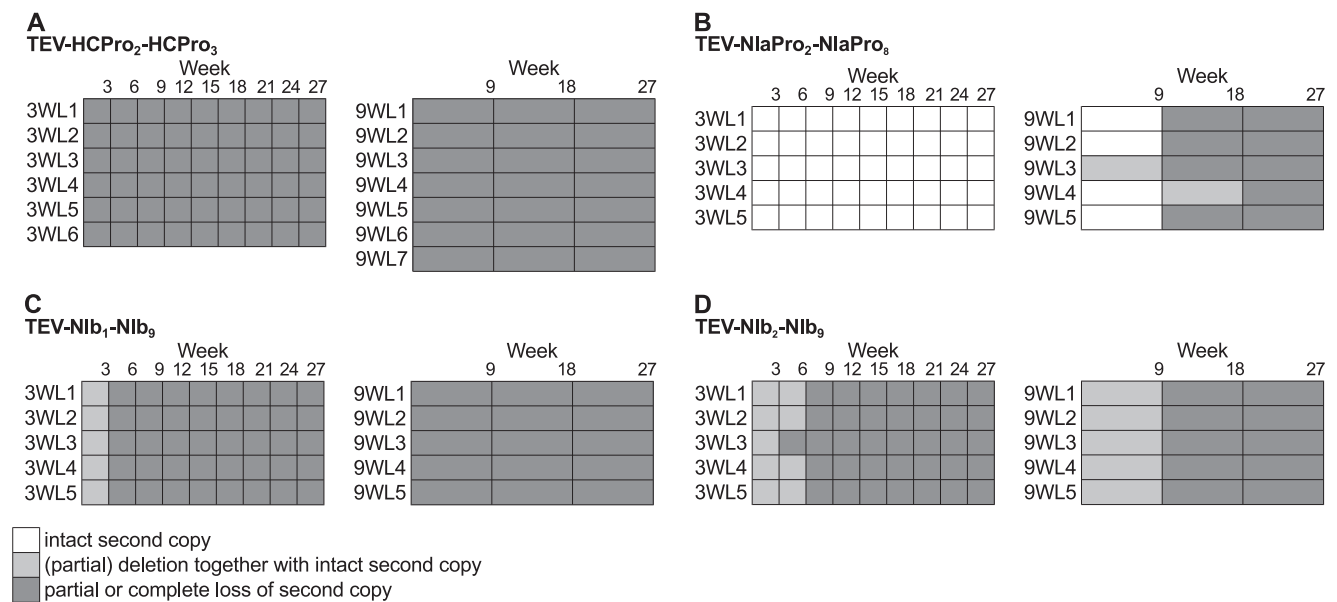 A
TEV-HCPro₂-HCPro₃
Week
3 6 9 12 15 18 21 24 27
3WL1
3WL2
3WL3
3WL4
3WL5
3WL6
Week
9 18 27
9WL1
9WL2
9WL3
9WL4
9WL5
9WL6
9WL7
B
TEV-NIaPro₂-NIaPro₈
Week
3 6 9 12 15 18 21 24 27
3WL1
3WL2
3WL3
3WL4
3WL5
Week
9 18 27
9WL1
9WL2
9WL3
9WL4
9WL5
C
TEV-NIb₁-NIb₉
Week
3 6 9 12 15 18 21 24 27
3WL1
3WL2
3WL3
3WL4
3WL5
Week
9 18 27
9WL1
9WL2
9WL3
9WL4
9WL5
D
TEV-NIb₂-NIb₉
Week
3 6 9 12 15 18 21 24 27
3WL1
3WL2
3WL3
3WL4
3WL5
Week
9 18 27
9WL1
9WL2
9WL3
9WL4
9WL5
intact second copy
(partial) deletion together with intact second copy
partial or complete loss of second copy